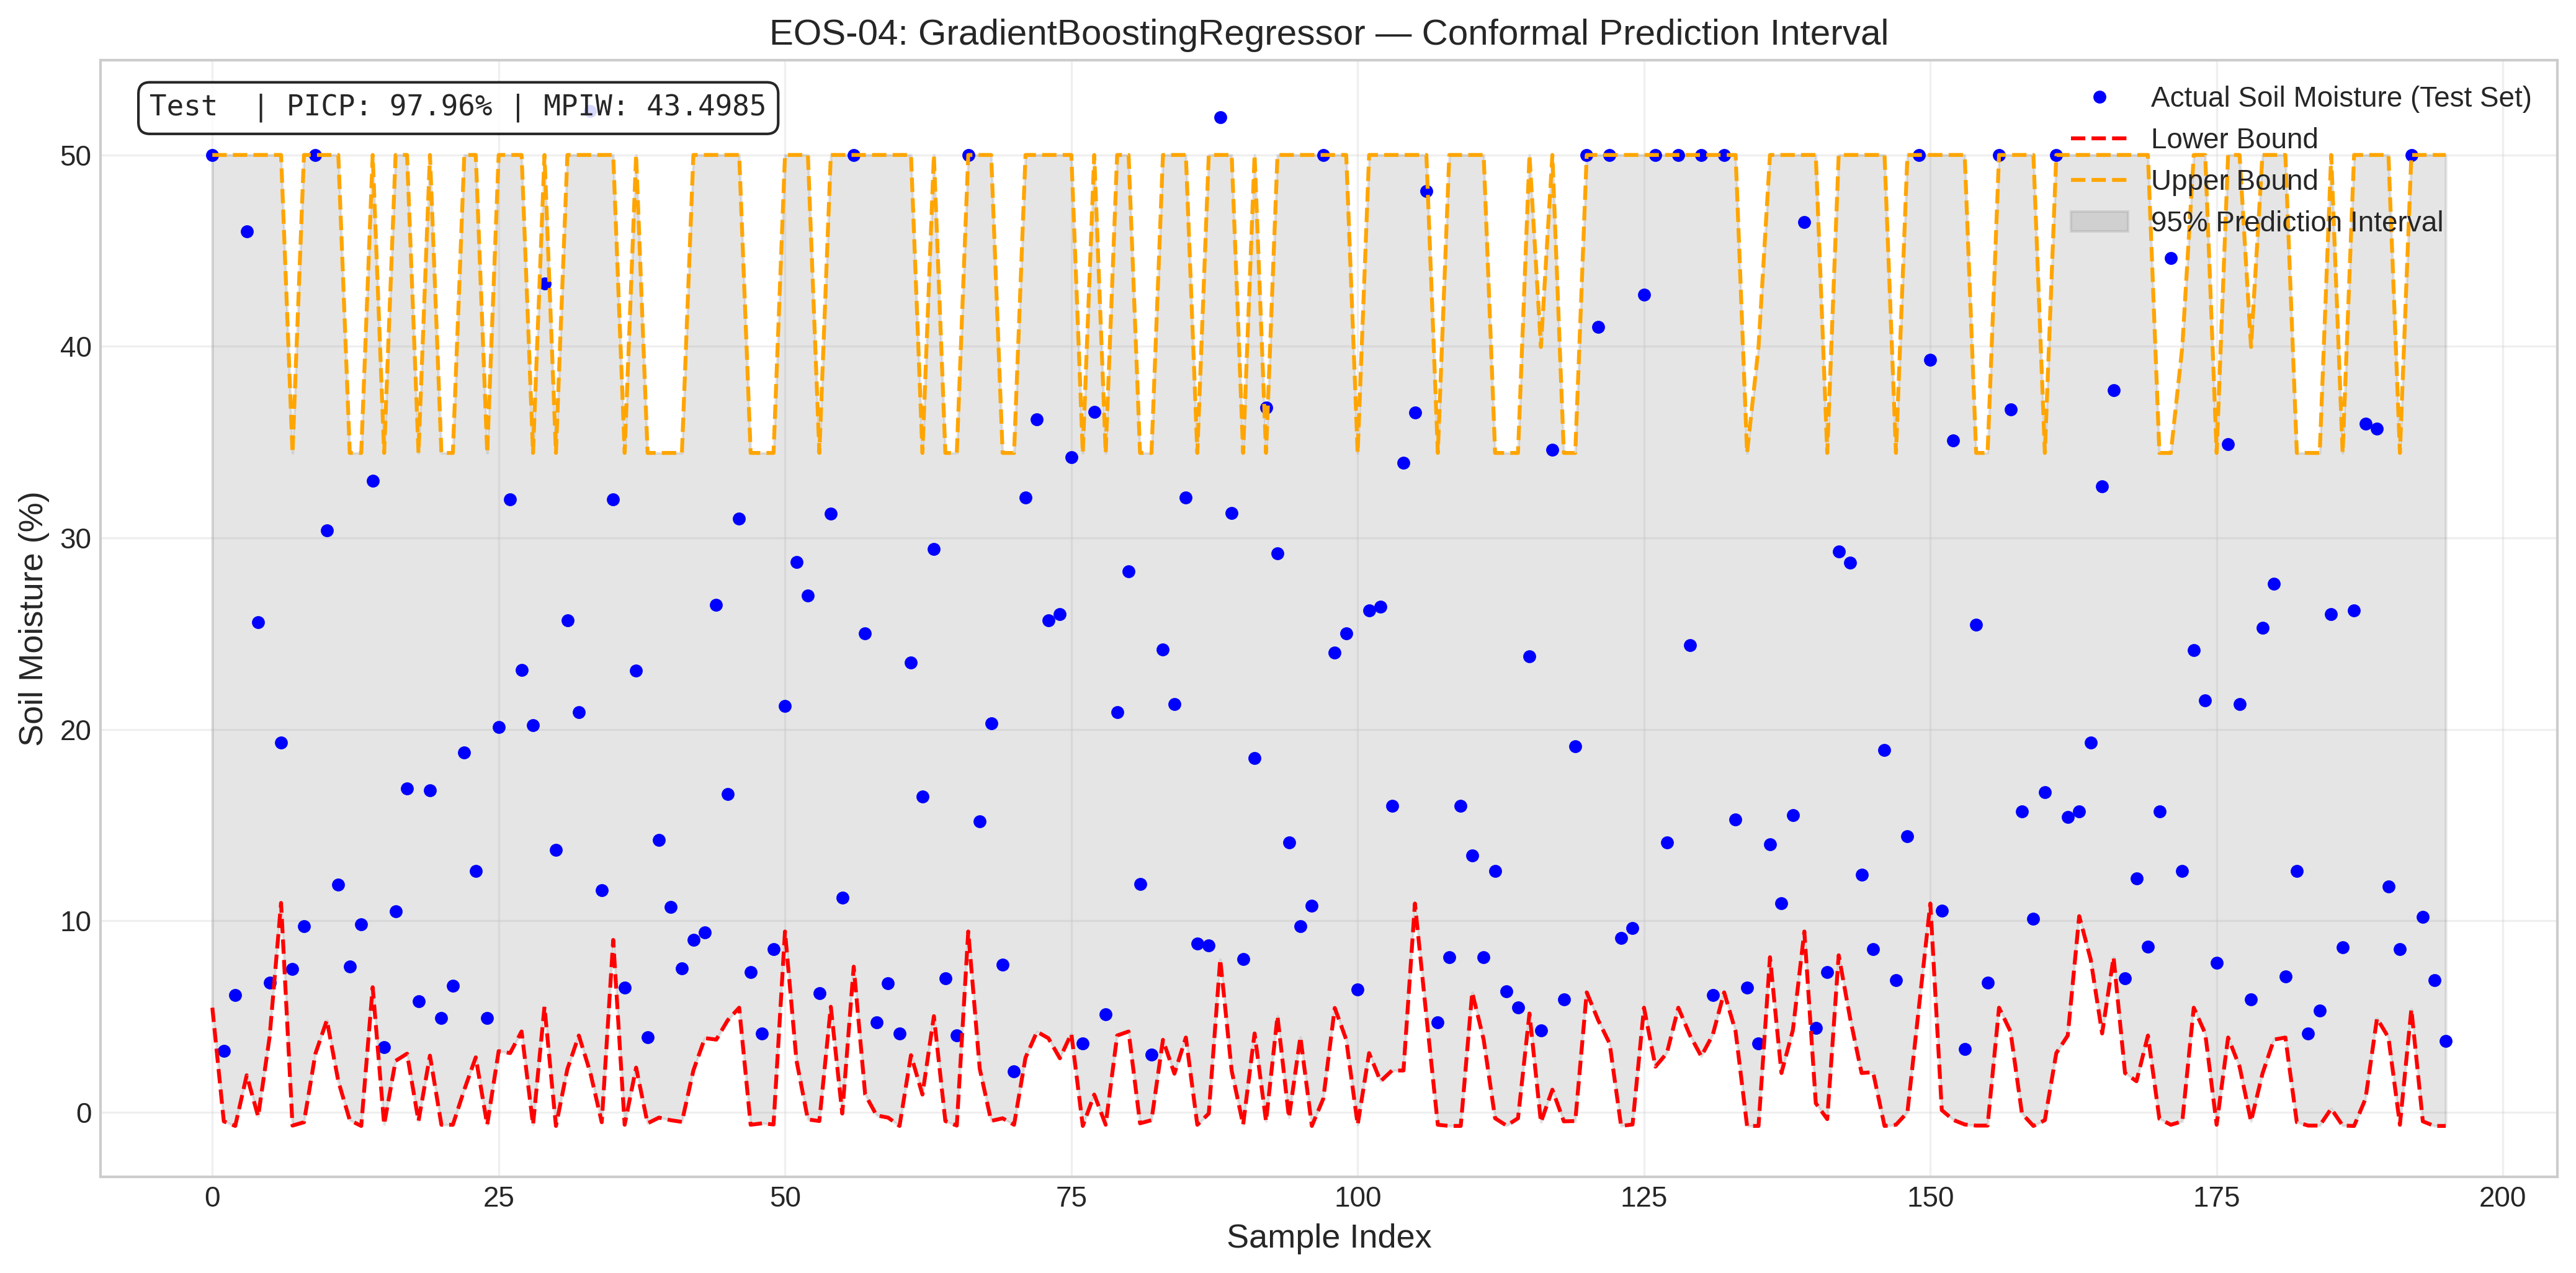 EOS-04: GradientBoostingRegressor — Conformal Prediction Interval
Test  | PICP: 97.96% | MPIW: 43.4985
Actual Soil Moisture (Test Set)
Lower Bound
Upper Bound
95% Prediction Interval
50
40
30
20
10
0
Soil Moisture (%)
0 25 50 75 100 125 150 175 200
Sample Index